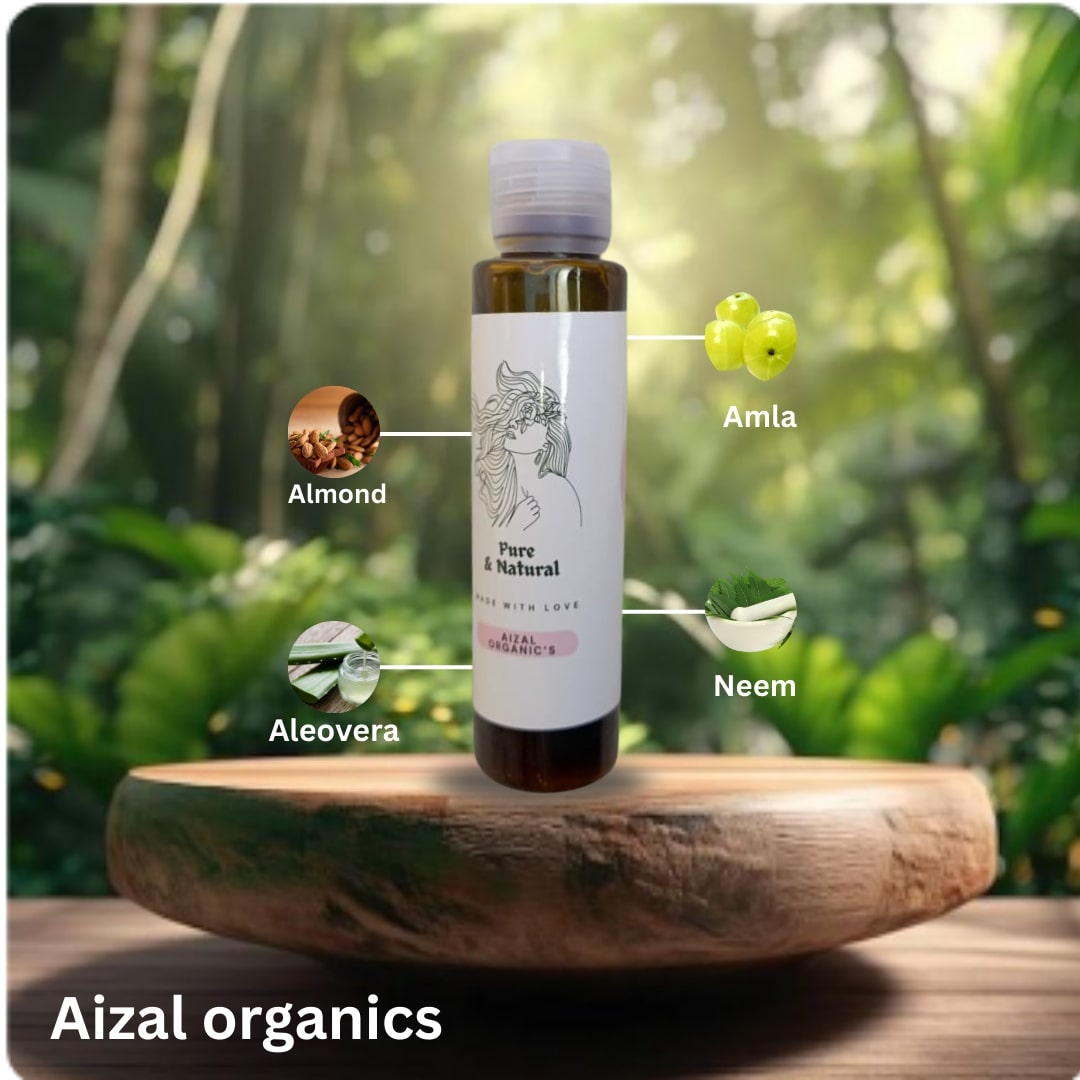 Amla
Almond
Pure
& Natural
MADE WITH LOVE
AIZAL
ORGANIC'S
Neem
Aleovera
Aizal organics